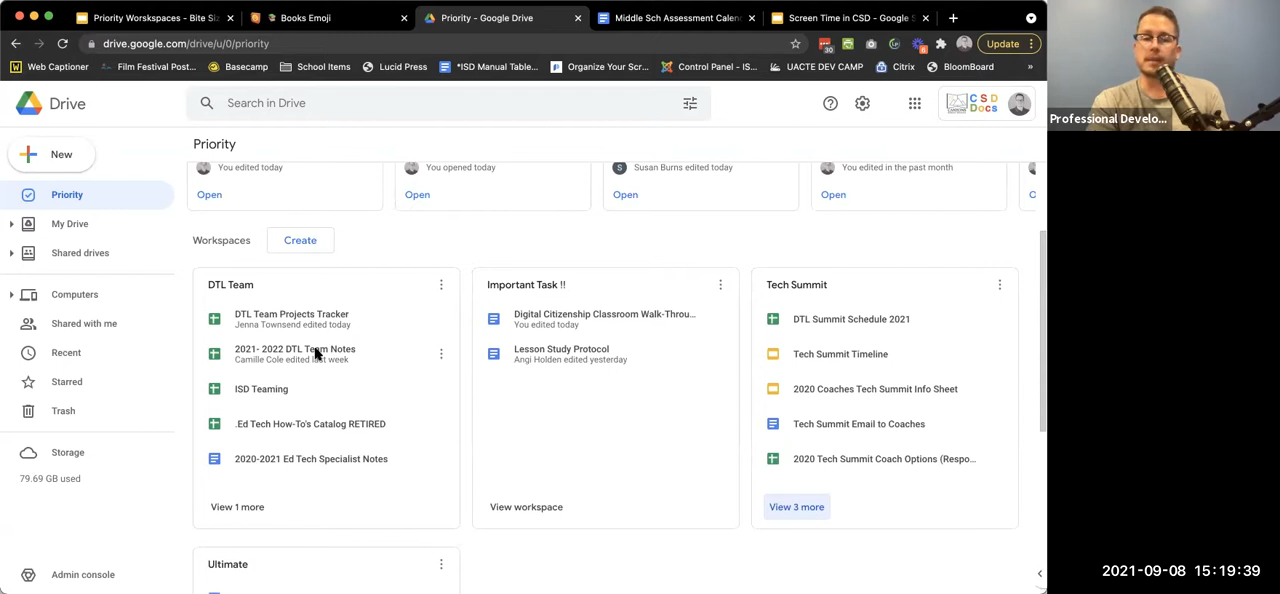 Priority Worskspaces - Bite Siz
Books Emoji
Priority - Google Drive
Middle Sch Assessment Calen
Screen Time in CSD - Google S
drive.google.com/drive/u/0/priority
30
6
Update
Web Captioner
Film Festival Post...
Basecamp
School Items
Lucid Press
*ISD Manual Table...
Organize Your Scr...
Control Panel - IS...
UACTE DEV CAMP
Citrix
BloomBoard
»
Drive
Search in Drive
CSD
Docs
Professional Develo...
New
Priority
My Drive
Shared drives
Computers
Shared with me
Recent
Starred
Trash
Storage
79.69 GB used
Admin console
Priority
You edited today
You opened today
S
Susan Burns edited today
You edited in the past month
Open
Open
Open
Open
O
Workspaces
Create
DTL Team
DTL Team Projects Tracker
Jenna Townsend edited today
2021- 2022 DTL Team Notes
Camille Cole edited last week
ISD Teaming
.Ed Tech How-To's Catalog RETIRED
2020-2021 Ed Tech Specialist Notes
View 1 more
Important Task !!
Digital Citizenship Classroom Walk-Throu...
You edited today
Lesson Study Protocol
Angi Holden edited yesterday
View workspace
Tech Summit
DTL Summit Schedule 2021
Tech Summit Timeline
2020 Coaches Tech Summit Info Sheet
Tech Summit Email to Coaches
2020 Tech Summit Coach Options (Respo...
View 3 more
Ultimate
2021-09-08 15:19:39